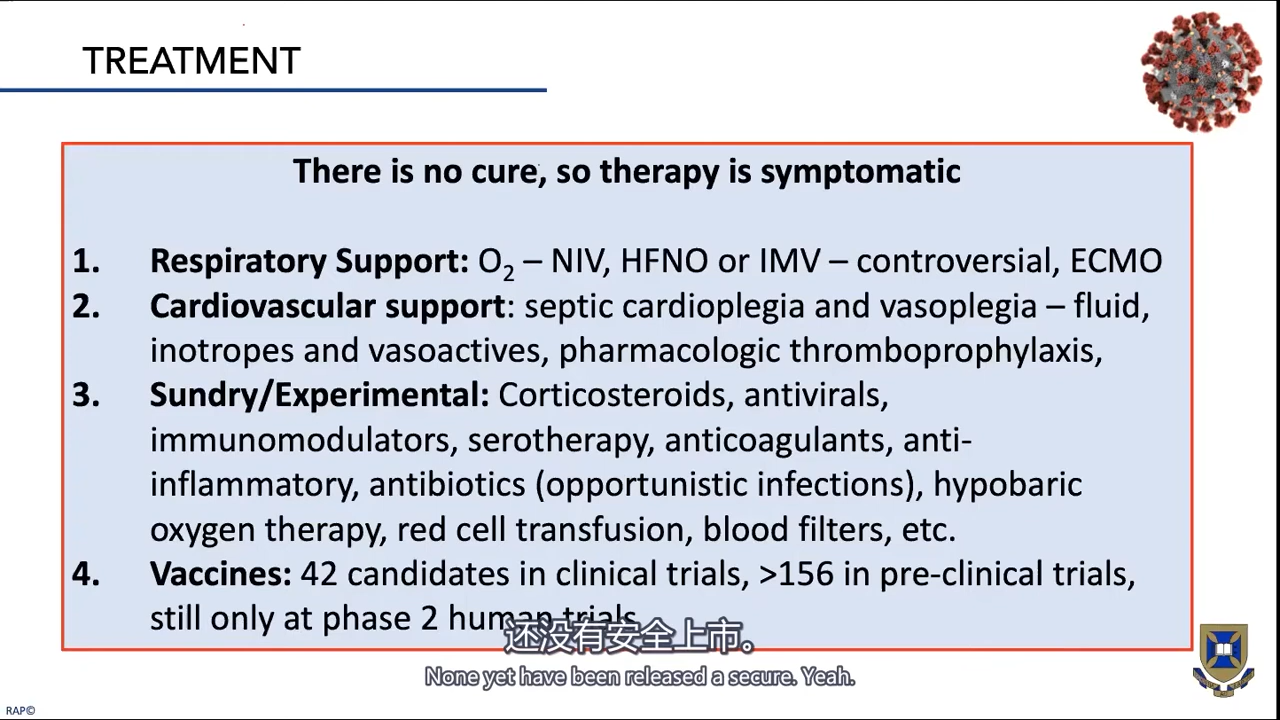 TREATMENT
There is no cure, so therapy is symptomatic
1. Respiratory Support: O₂ – NIV, HFNO or IMV – controversial, ECMO
2. Cardiovascular support: septic cardioplegia and vasoplegia – fluid,
inotropes and vasoactives, pharmacologic thromboprophylaxis,
3. Sundry/Experimental: Corticosteroids, antivirals,
immunomodulators, serotherapy, anticoagulants, anti-
inflammatory, antibiotics (opportunistic infections), hypobaric
oxygen therapy, red cell transfusion, blood filters, etc.
4. Vaccines: 42 candidates in clinical trials, >156 in pre-clinical trials,
still only at phase 2 human trials
还没有安全上市。
None yet have been released a secure. Yeah.
RAP©